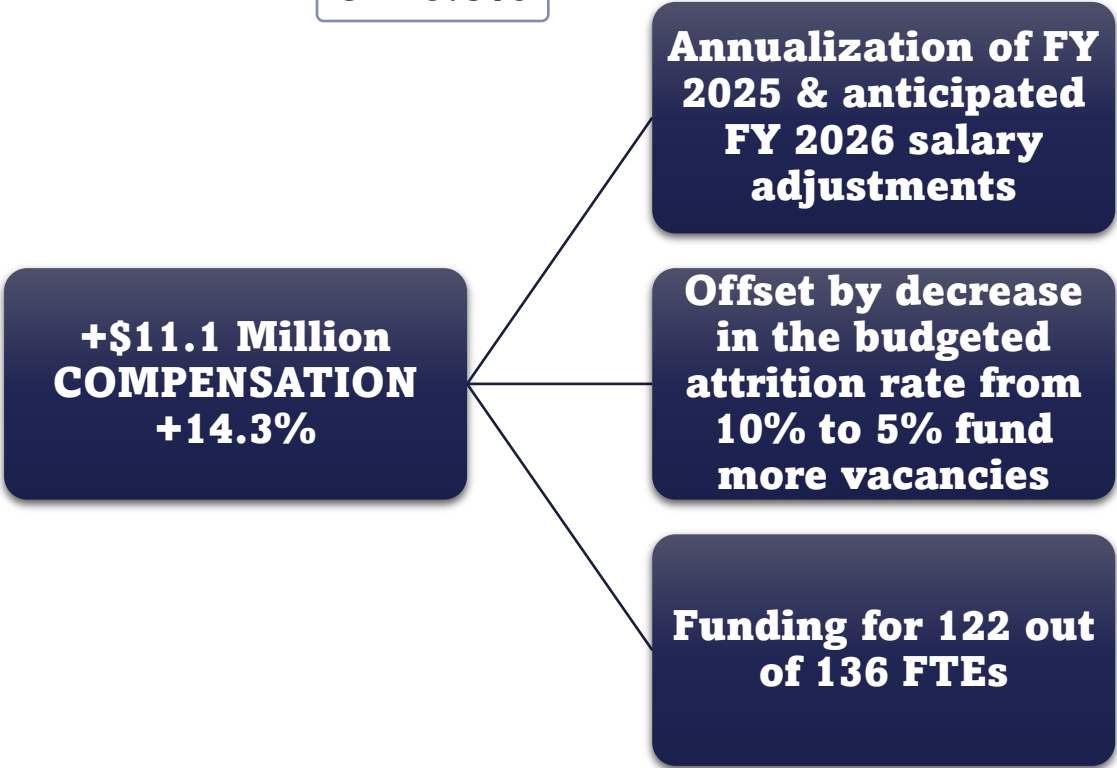 Annualization of FY
2025 & anticipated
FY 2026 salary
adjustments
+$11.1 Million
COMPENSATION
+14.3%
Offset by decrease
in the budgeted
attrition rate from
10% to 5% fund
more vacancies
Funding for 122 out
of 136 FTEs